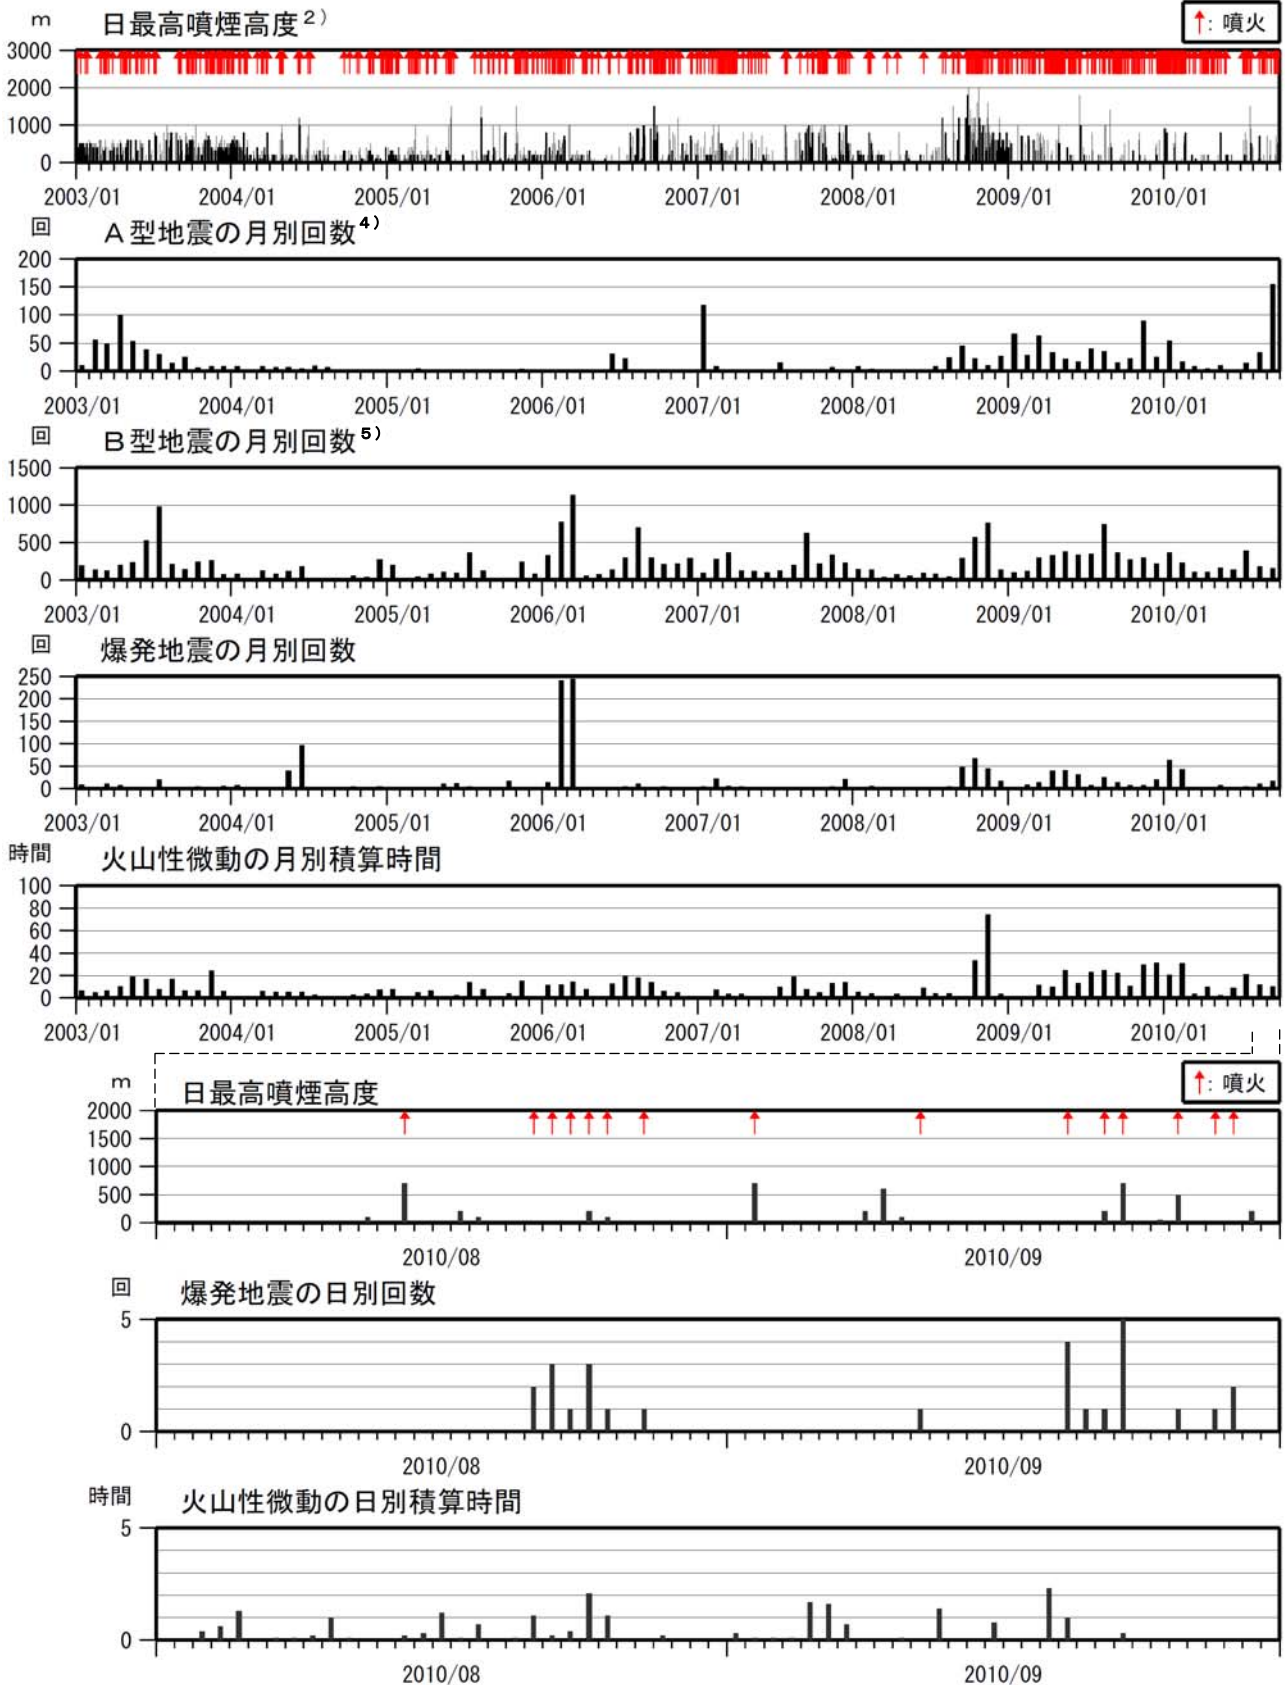 m 日最高噴煙高度2) ↑: 噴火
3000
2000
1000
0
2003/01 2004/01 2005/01 2006/01 2007/01 2008/01 2009/01 2010/01
回 A型地震の月別回数4)
200
150
100
50
0
2003/01 2004/01 2005/01 2006/01 2007/01 2008/01 2009/01 2010/01
回 B型地震の月別回数5)
1500
1000
500
0
2003/01 2004/01 2005/01 2006/01 2007/01 2008/01 2009/01 2010/01
回 爆発地震の月別回数
250
200
150
100
50
0
2003/01 2004/01 2005/01 2006/01 2007/01 2008/01 2009/01 2010/01
時間 火山性微動の月別積算時間
100
80
60
40
20
0
2003/01 2004/01 2005/01 2006/01 2007/01 2008/01 2009/01 2010/01
m 日最高噴煙高度 ↑: 噴火
2000
1500
1000
500
0
2010/08 2010/09
回 爆発地震の日別回数
5
0
2010/08 2010/09
時間 火山性微動の日別積算時間
5
0
2010/08 2010/09